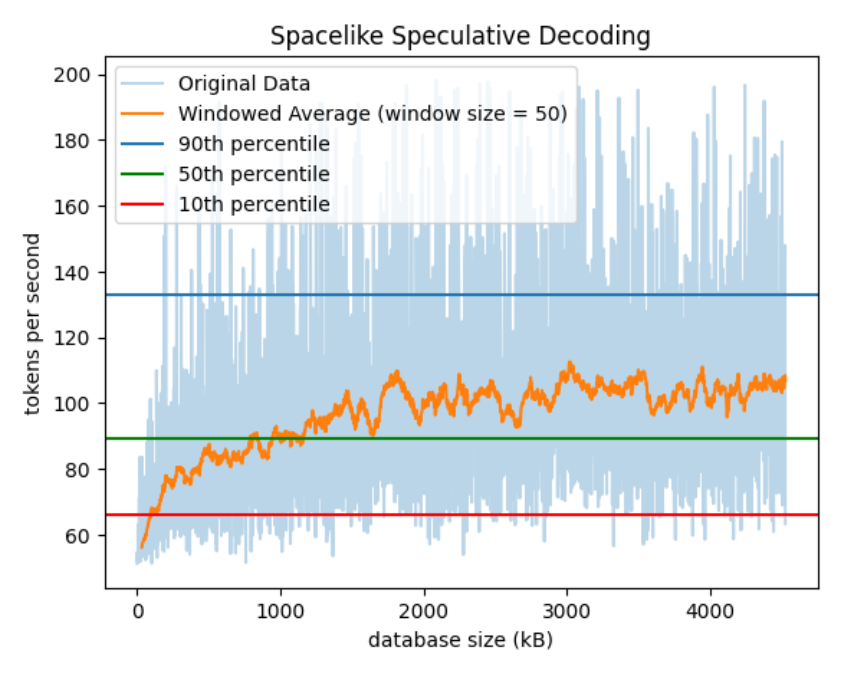 Spacelike Speculative Decoding
Original Data
Windowed Average (window size = 50)
90th percentile
50th percentile
10th percentile
200
180
160
140
120
100
80
60
tokens per second
0 1000 2000 3000 4000
database size (kB)